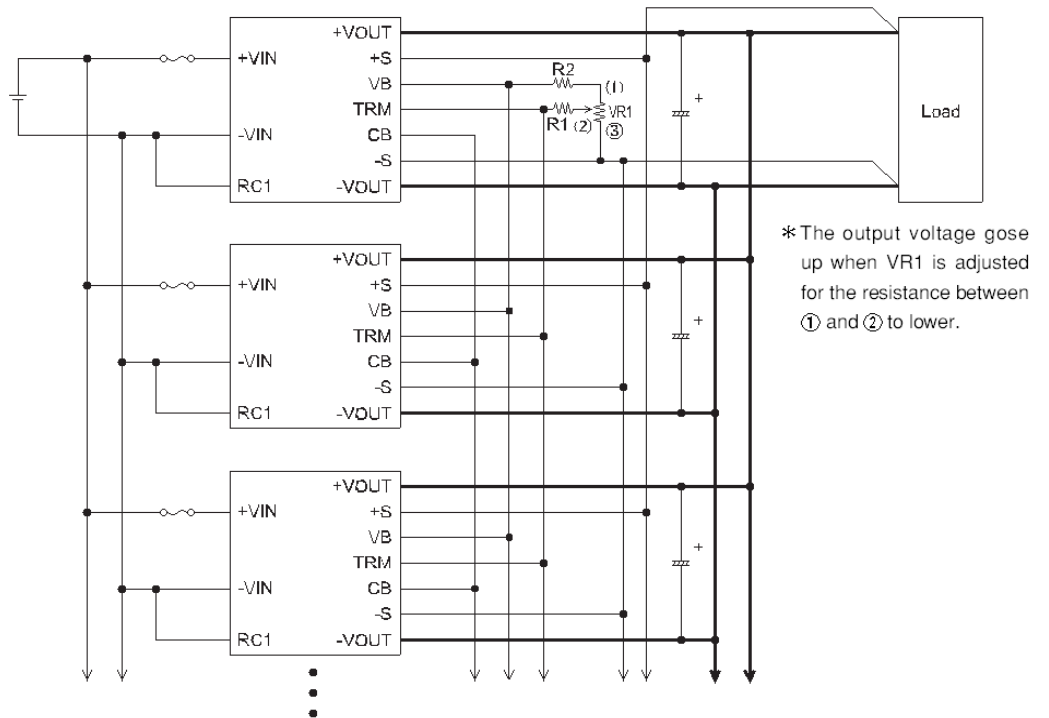 +VOUT
+VIN
+S
VB
R2
(1)
TRM
R1
(2)
VR1
③
+
Load
-VIN
CB
-S
RC1
-VOUT
* The output voltage gose
up when VR1 is adjusted
for the resistance between
① and ② to lower.
+VOUT
+VIN
+S
VB
TRM
+
-VIN
CB
-S
RC1
-VOUT
+VOUT
+VIN
+S
VB
TRM
+
-VIN
CB
-S
RC1
-VOUT